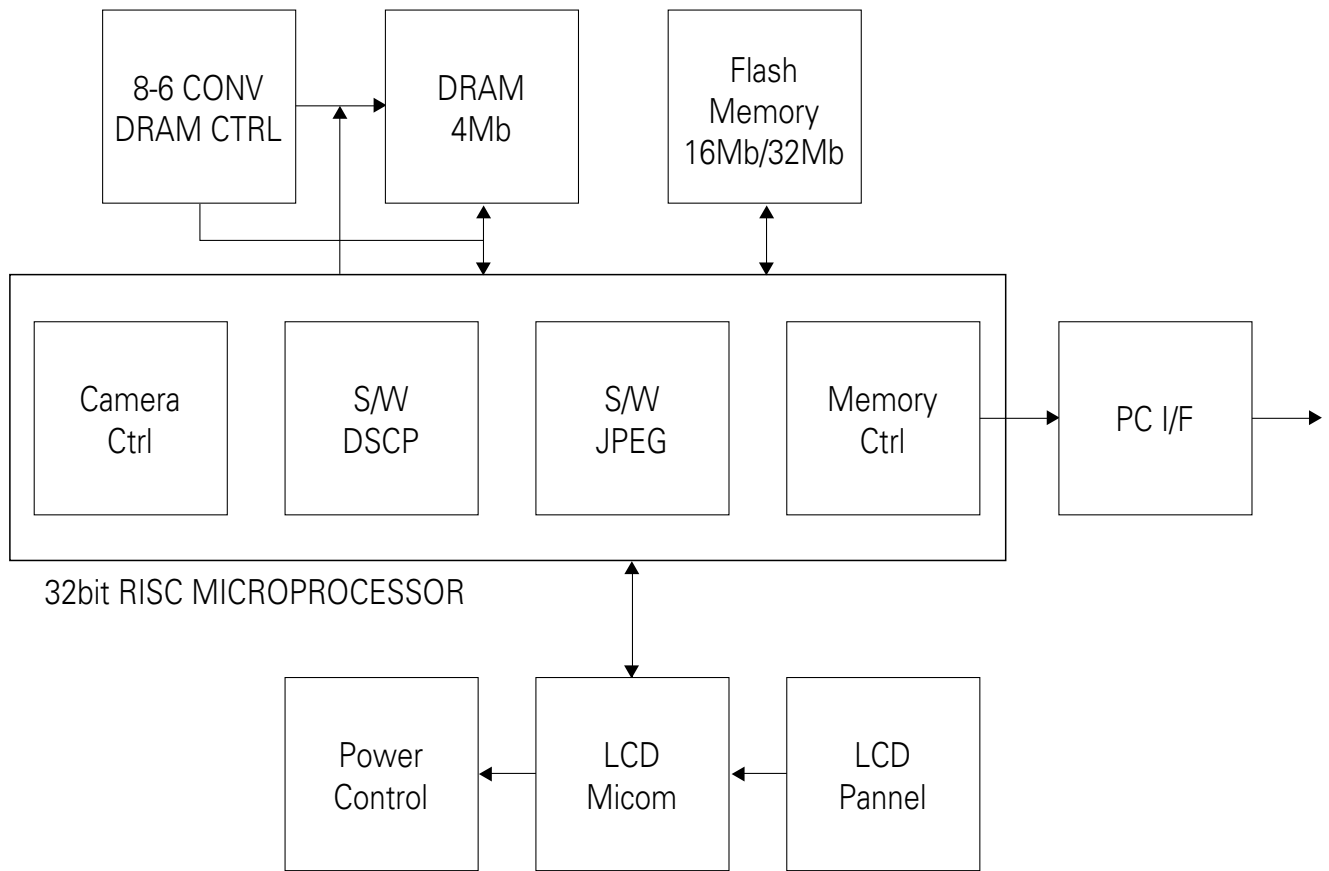 8-6 CONV
DRAM CTRL
DRAM
4Mb
Flash
Memory
16Mb/32Mb
Camera
Ctrl
S/W
DSCP
S/W
JPEG
Memory
Ctrl
PC I/F
32bit RISC MICROPROCESSOR
Power
Control
LCD
Micom
LCD
Pannel